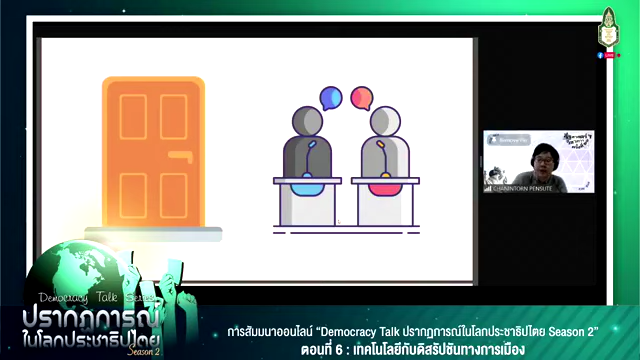 LIVE
CHANINTORN PENSUTE
Democracy Talk Series
ปรากฏการณ์
ในโลกประชาธิปไตย
Season 2
การสัมมนาออนไลน์ “Democracy Talk ปรากฏการณ์ในโลกประชาธิปไตย Season 2”
ตอนที่ 6 : เทคโนโลยีกับดิสรัปชันทางการเมือง